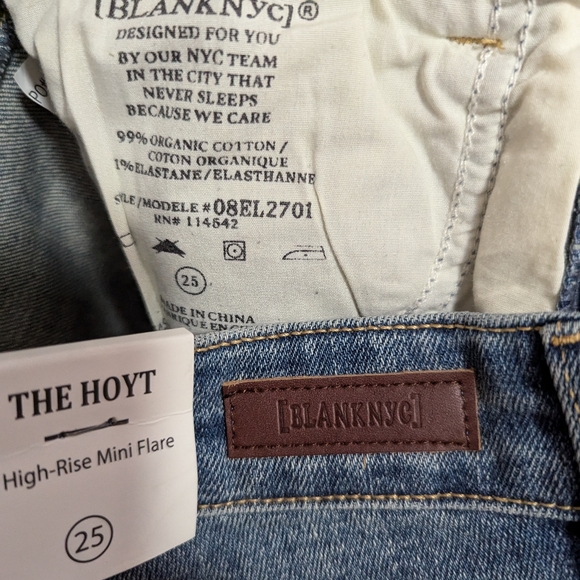 [BLANKNYC]®
DESIGNED FOR YOU
BY OUR NYC TEAM
IN THE CITY THAT
NEVER SLEEPS
BECAUSE WE CARE
99% ORGANIC COTTON /
COTON ORGANIQUE
1% ELASTANE/ELASTHANNE
STYLE/MODELE # 08EL2701
RN# 114542
25
MADE IN CHINA
THE HOYT
High-Rise Mini Flare
25
[BLANKNYC]